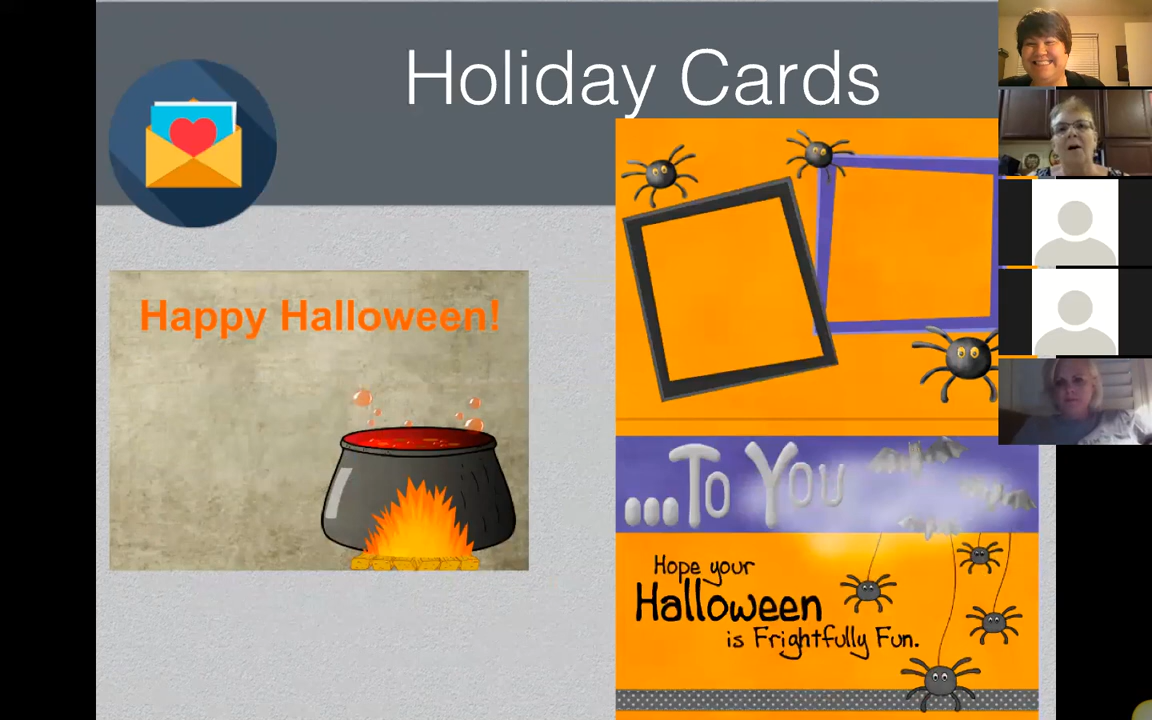 Holiday Cards
Happy Halloween!
...To You
Hope your
Halloween
is Frightfully Fun.